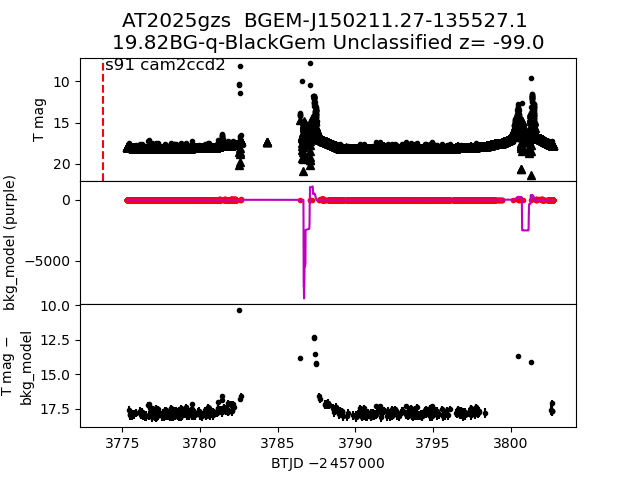 AT2025gzs  BGEM-J150211.27-135527.1
19.82BG-q-BlackGem Unclassified z= -99.0
s91 cam2ccd2
T mag
10
15
20
bkg_model (purple)
0
−5000
T mag −
bkg_model
10.0
12.5
15.0
17.5
3775
3780
3785
3790
3795
3800
BTJD −2 457 000